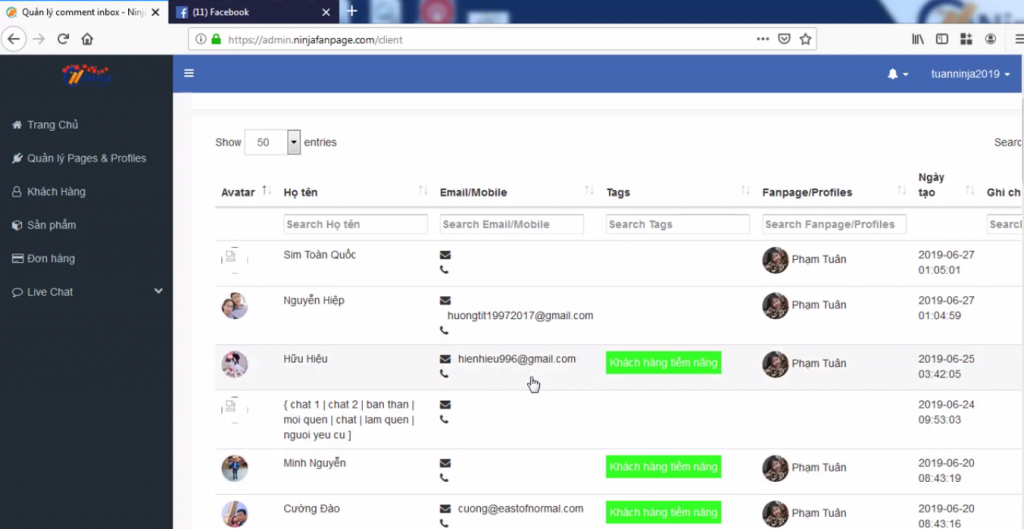 Quản lý comment inbox - Ninj
(11) Facebook
https://admin.ninjafanpage.com/client
tuanninja2019
Trang Chủ
Quản lý Pages & Profiles
Khách Hàng
Sản phẩm
Đơn hàng
Live Chat
Show 50 entries
Searc
Avatar Họ tên Email/Mobile Tags Fanpage/Profiles Ngày tạo Ghi ch
Search Họ tên Search Email/Mobile Search Tags Search Fanpage/Profiles Search
Sim Toàn Quốc Phạm Tuân 2019-06-27
01:05:01
Nguyễn Hiệp Phạm Tuân 2019-06-27
huongtit19972017@gmail.com 01:04:59
Hữu Hiệu hienhieu996@gmail.com Khách hàng tiềm năng Phạm Tuân 2019-06-25
03:42:05
{ chat 1 | chat 2 | ban than | 2019-06-24
moi quen | chat | lam quen | 09:53:03
nguoi yeu cu ]
Minh Nguyễn Khách hàng tiềm năng Phạm Tuân 2019-06-20
08:43:19
Cường Đào cuong@eastofnormal.com Khách hàng tiềm năng Phạm Tuân 2019-06-20
08:43:16